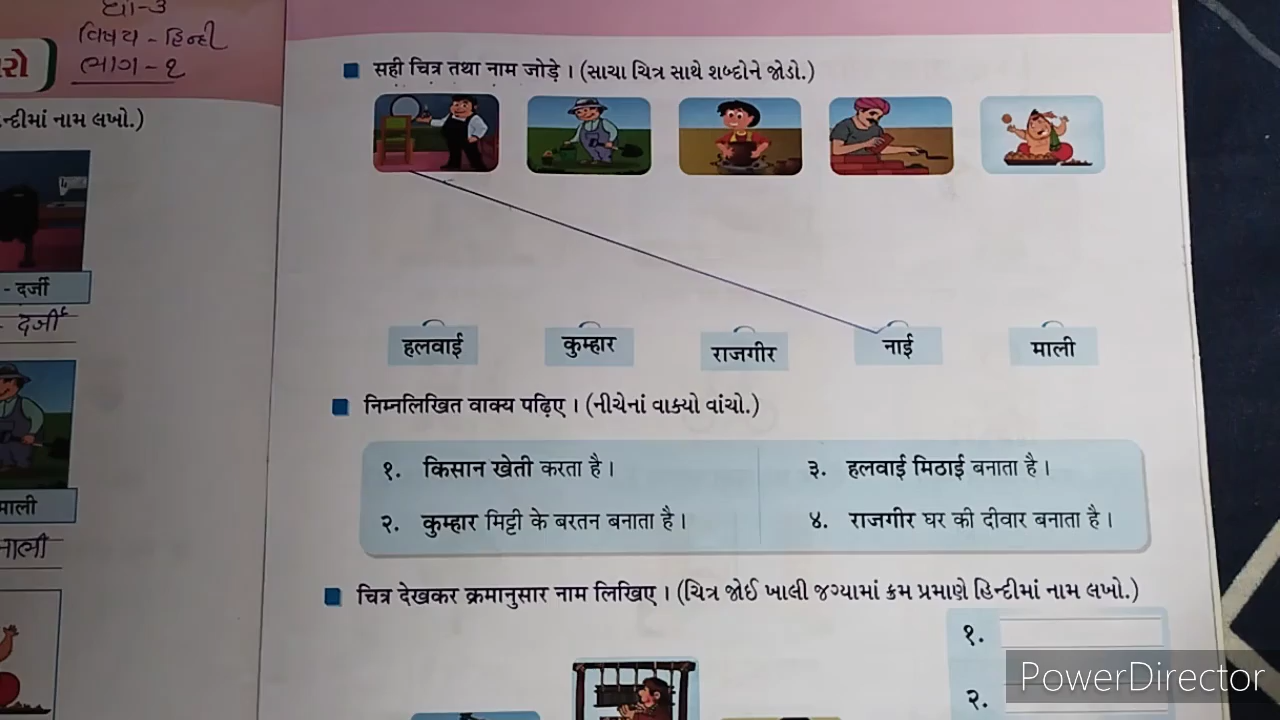 ધો-૩
વિષય - હિન્દી
ભાગ - ૧
રો
ન્દીમાં નામ લખો.)
- दर्जी
- दर्जी
माली
माली
सही चित्र तथा नाम जोड़े । (સાચા ચિત્ર સાથે શબ્દોને જોડો.)
हलवाई कुम्हार राजगीर नाई माली
निम्नलिखित वाक्य पढ़िए । (નીચેનાં વાક્યો વાંચો.)
१. किसान खेती करता है । ३. हलवाई मिठाई बनाता है ।
२. कुम्हार मिट्टी के बरतन बनाता है । ४. राजगीर घर की दीवार बनाता है ।
चित्र देखकर क्रमानुसार नाम लिखिए । (ચિત્ર જોઈ ખાલી જગ્યામાં ક્રમ પ્રમાણે હિન્દીમાં નામ લખો.)
१.
२.
PowerDirector